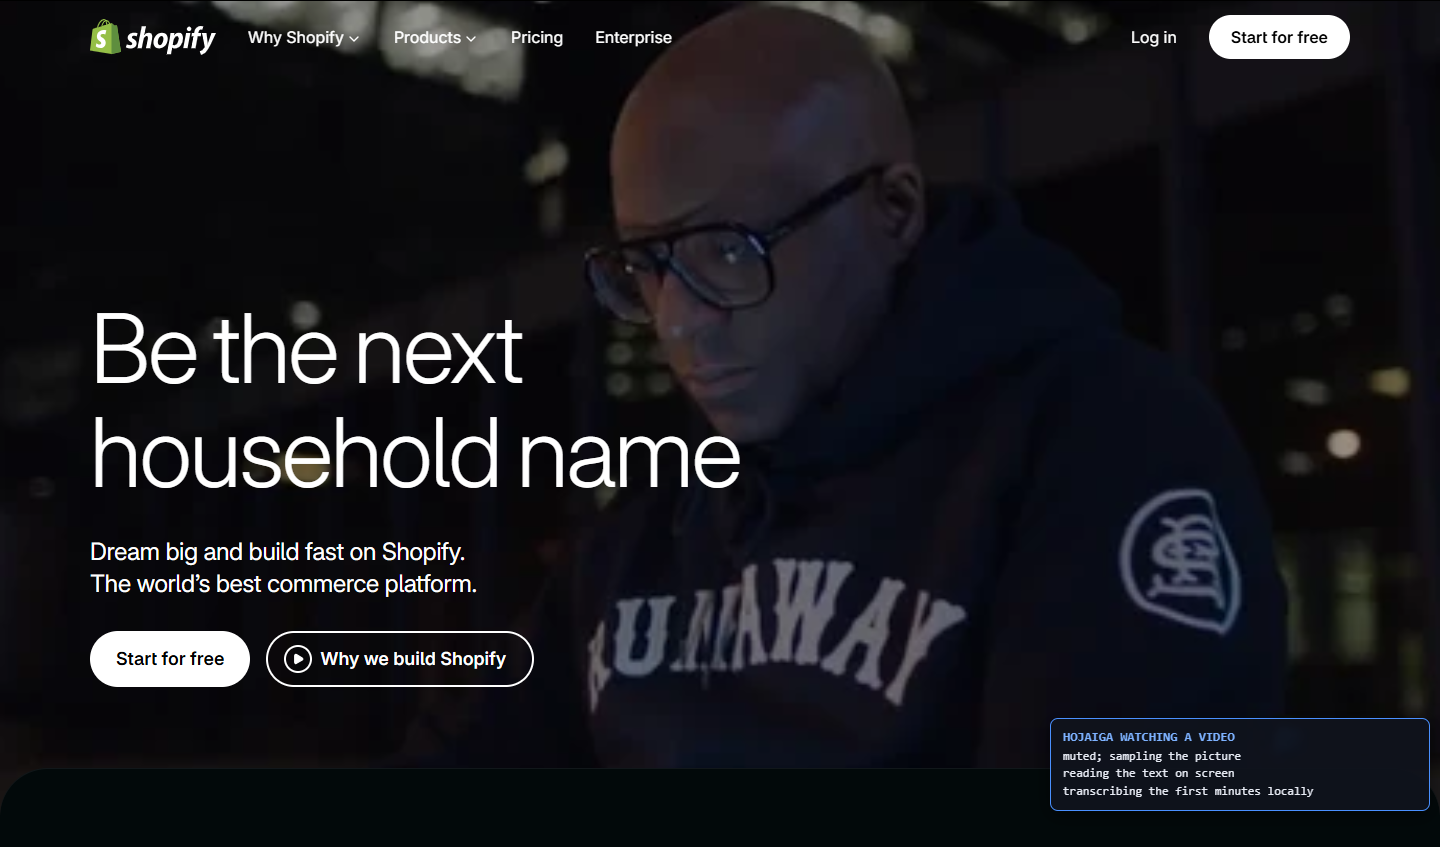 shopify
Why Shopify
Products
Pricing
Enterprise
Log in
Start for free
Be the next
household name
Dream big and build fast on Shopify.
The world’s best commerce platform.
Start for free
Why we build Shopify
RUNAWAY
HOJAIGA WATCHING A VIDEO
muted; sampling the picture
reading the text on screen
transcribing the first minutes locally